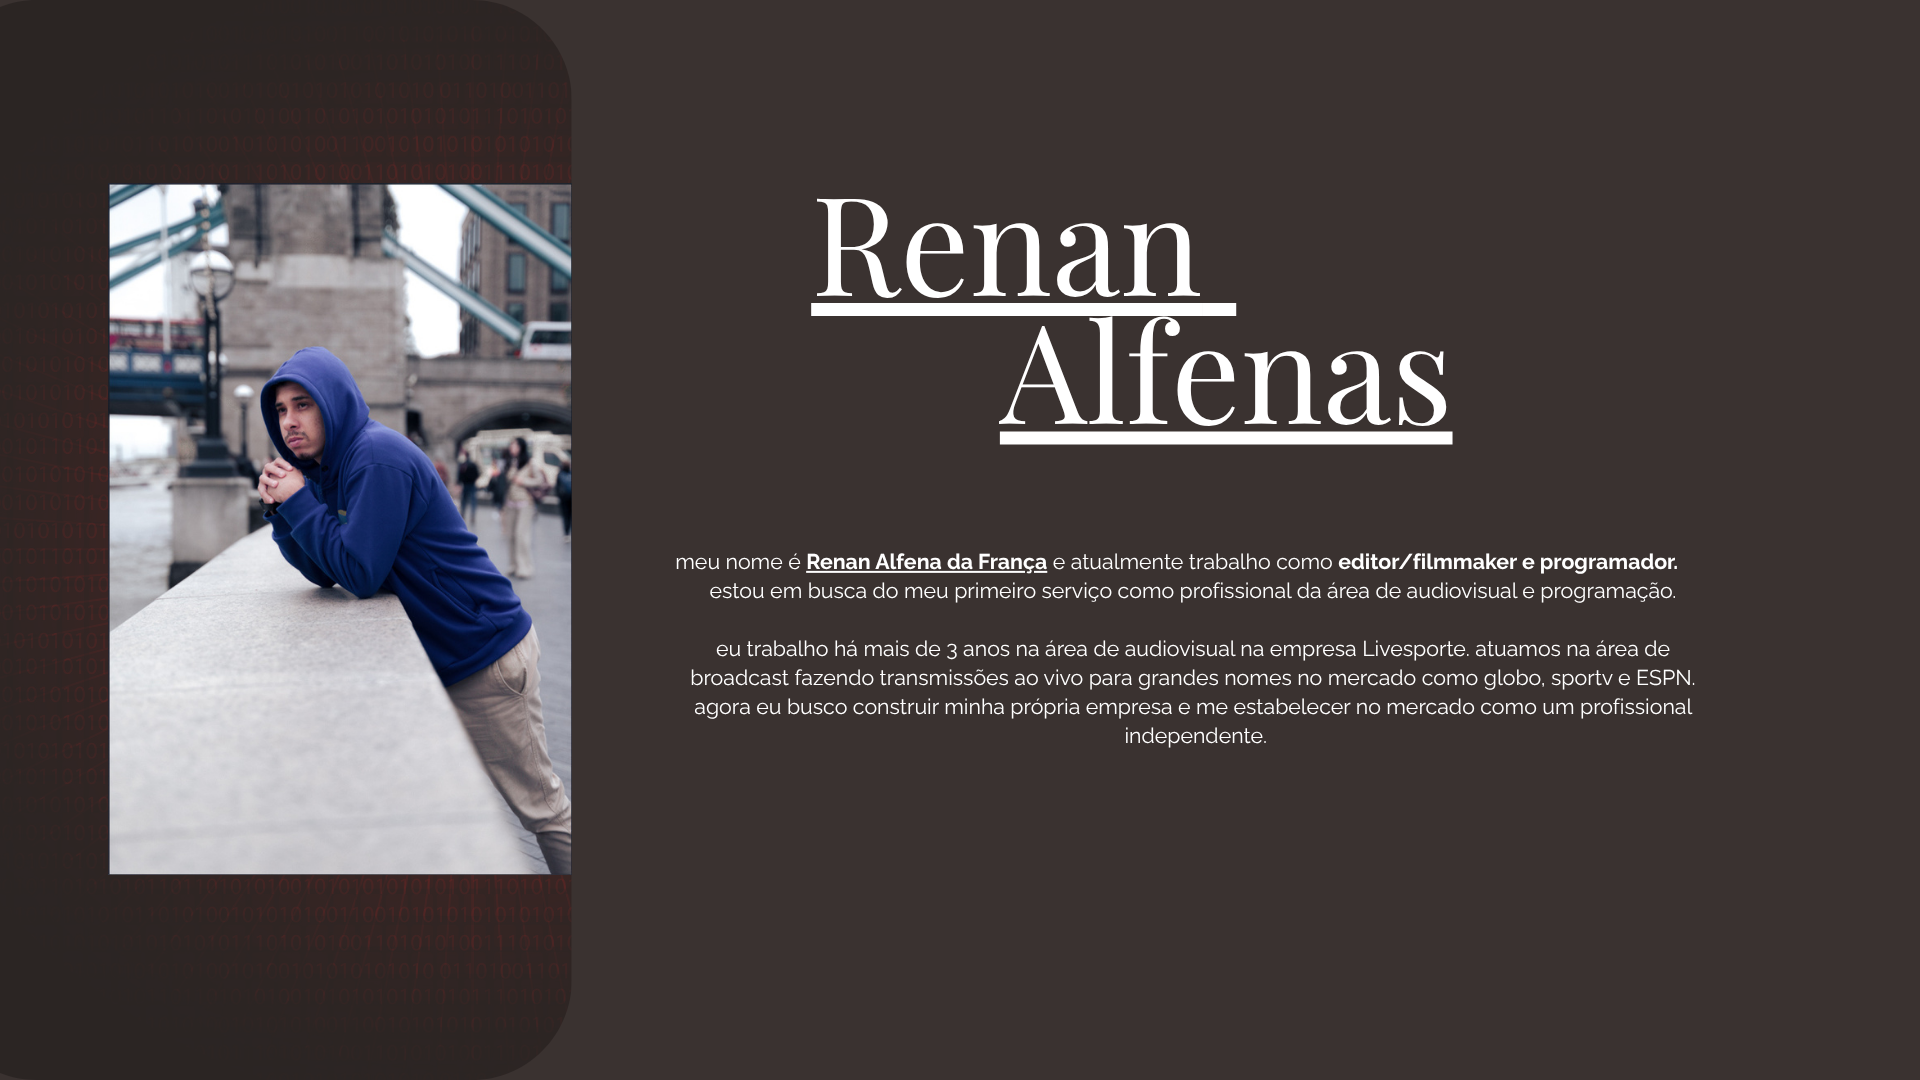 Renan
Alfenas
meu nome é Renan Alfena da França e atualmente trabalho como editor/filmmaker e programador.
estou em busca do meu primeiro serviço como profissional da área de audiovisual e programação.
eu trabalho há mais de 3 anos na área de audiovisual na empresa Livesporte. atuamos na área de
broadcast fazendo transmissões ao vivo para grandes nomes no mercado como globo, sportv e ESPN.
agora eu busco construir minha própria empresa e me estabelecer no mercado como um profissional
independente.